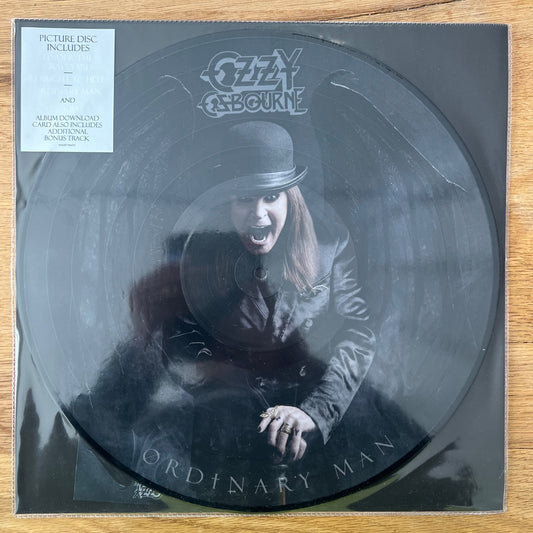 PICTURE DISC
INCLUDES
AND
ALBUM DOWNLOAD
CARD ALSO INCLUDES
ADDITIONAL
BONUS TRACK
OZZY
OSBOURNE
ORDINARY MAN